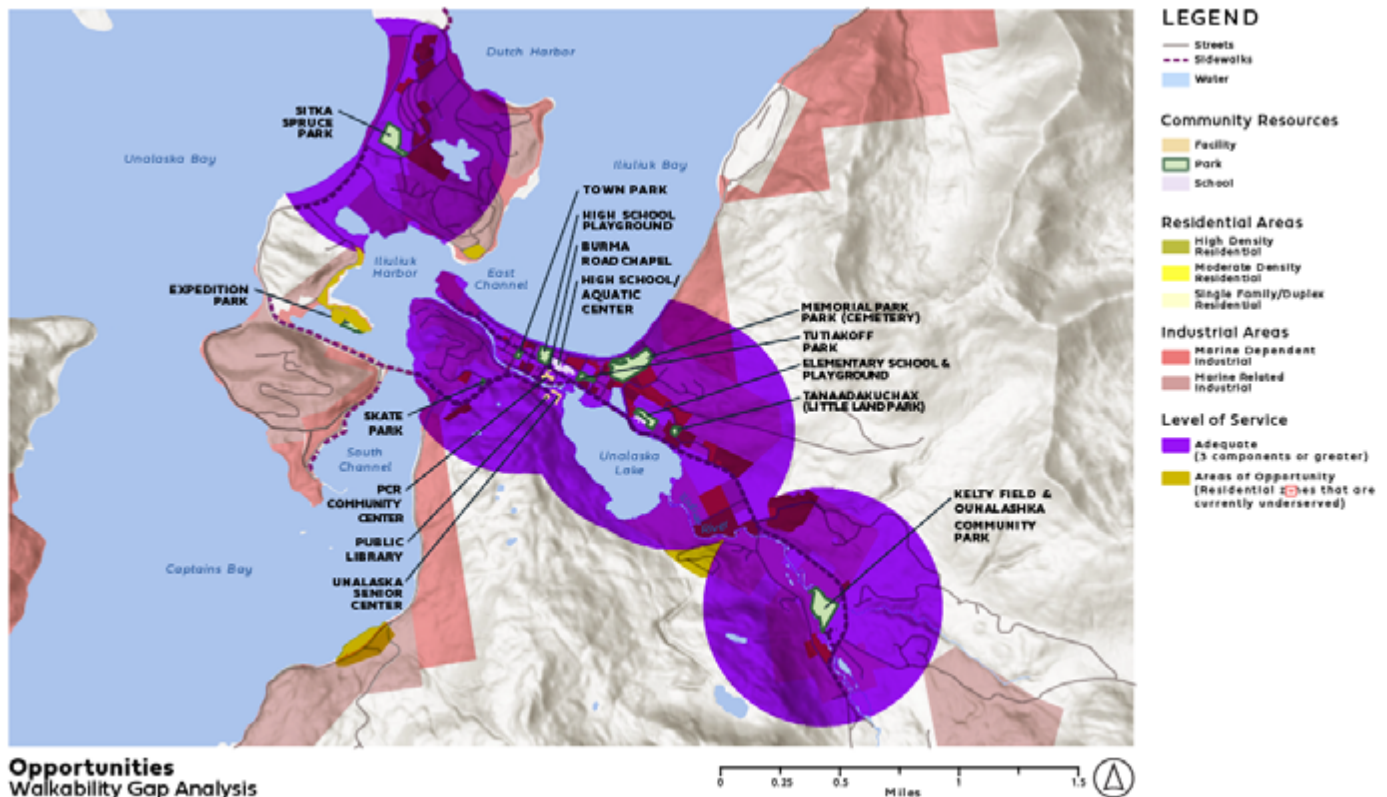 Dutch Harbor
SITKA
SPRUCE
PARK
Unalaska Bay
Iliuliuk Bay
TOWN PARK
HIGH SCHOOL
PLAYGROUND
BURMA
ROAD CHAPEL
HIGH SCHOOL/
AQUATIC
CENTER
Iliuliuk
Harbor
East
Channel
EXPEDITION
PARK
MEMORIAL PARK
PARK (CEMETERY)
TUTIAKOFF
PARK
ELEMENTARY SCHOOL &
PLAYGROUND
TANAADAKUCHAX
(LITTLE LAND PARK)
SKATE
PARK
South
Channel
Unalaska
Lake
PCR
COMMUNITY
CENTER
KELTY FIELD &
OUNALASHKA
COMMUNITY
PARK
River
PUBLIC
LIBRARY
Captains Bay
UNALASKA
SENIOR
CENTER
LEGEND
Streets
Sidewalks
Water
Community Resources
Facility
Park
School
Residential Areas
High Density
Residential
Moderate Density
Residential
Single Family/Duplex
Residential
Industrial Areas
Marine Dependent
Industrial
Marine Related
Industrial
Level of Service
Adequate
(3 components or greater)
Areas of Opportunity
(Residential that are
currently underserved)
Opportunities
Walkability Gap Analysis
0 0.25 0.5 1 1.5
Miles